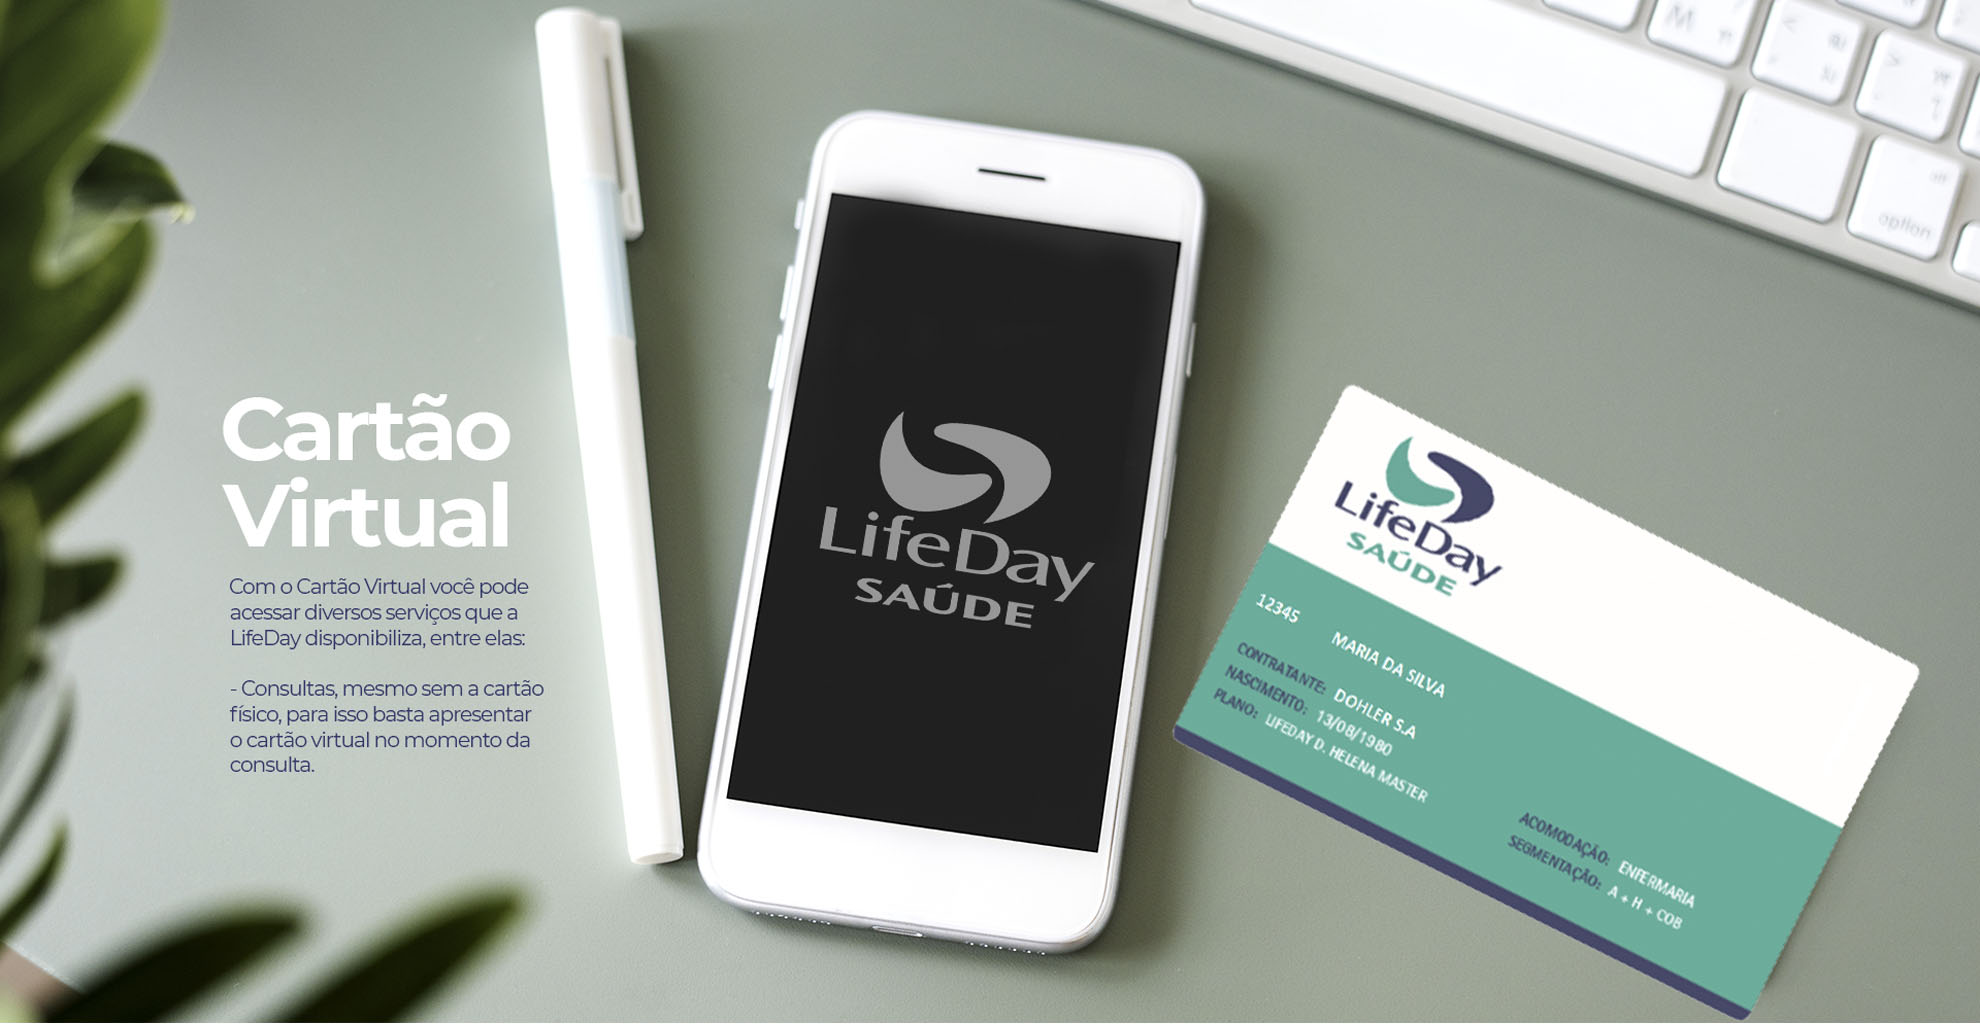 Cartão
Virtual
Com o Cartão Virtual você pode
acessar diversos serviços que a
LifeDay disponibiliza, entre elas:
- Consultas, mesmo sem a cartão
físico, para isso basta apresentar
o cartão virtual no momento da
consulta.
LifeDay
SAÚDE
LifeDay
SAÚDE
12345 MARIA DA SILVA
CONTRATANTE: DOHLER S.A
NASCIMENTO: 13/08/1980
PLANO: LIFEDAY D. HELENA MASTER
ACOMODAÇÃO: ENFERMARIA
SEGMENTAÇÃO: A + H + COB
M
option